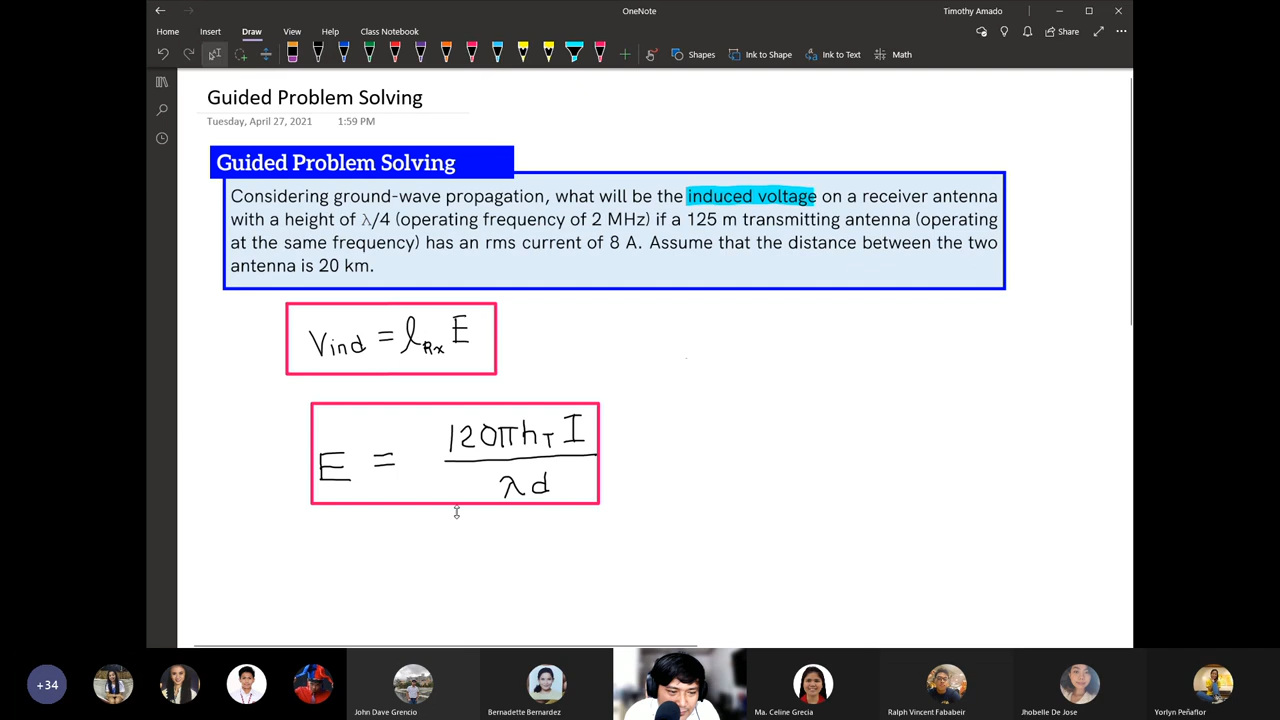 OneNote
Timothy Amado
Home Insert Draw View Help Class Notebook
Share
Shapes Ink to Shape Ink to Text Math
Guided Problem Solving
Tuesday, April 27, 2021 1:59 PM
Guided Problem Solving
Considering ground-wave propagation, what will be the induced voltage on a receiver antenna
with a height of λ/4 (operating frequency of 2 MHz) if a 125 m transmitting antenna (operating
at the same frequency) has an rms current of 8 A. Assume that the distance between the two
antenna is 20 km.
Vind = ℓRx E
E = 120πhT I
λd
+34
John Dave Grencio
Bernadette Bernardez
Ma. Celine Grecia
Ralph Vincent Fababeir
Jhobelle De Jose
Yorlyn Peñaflor